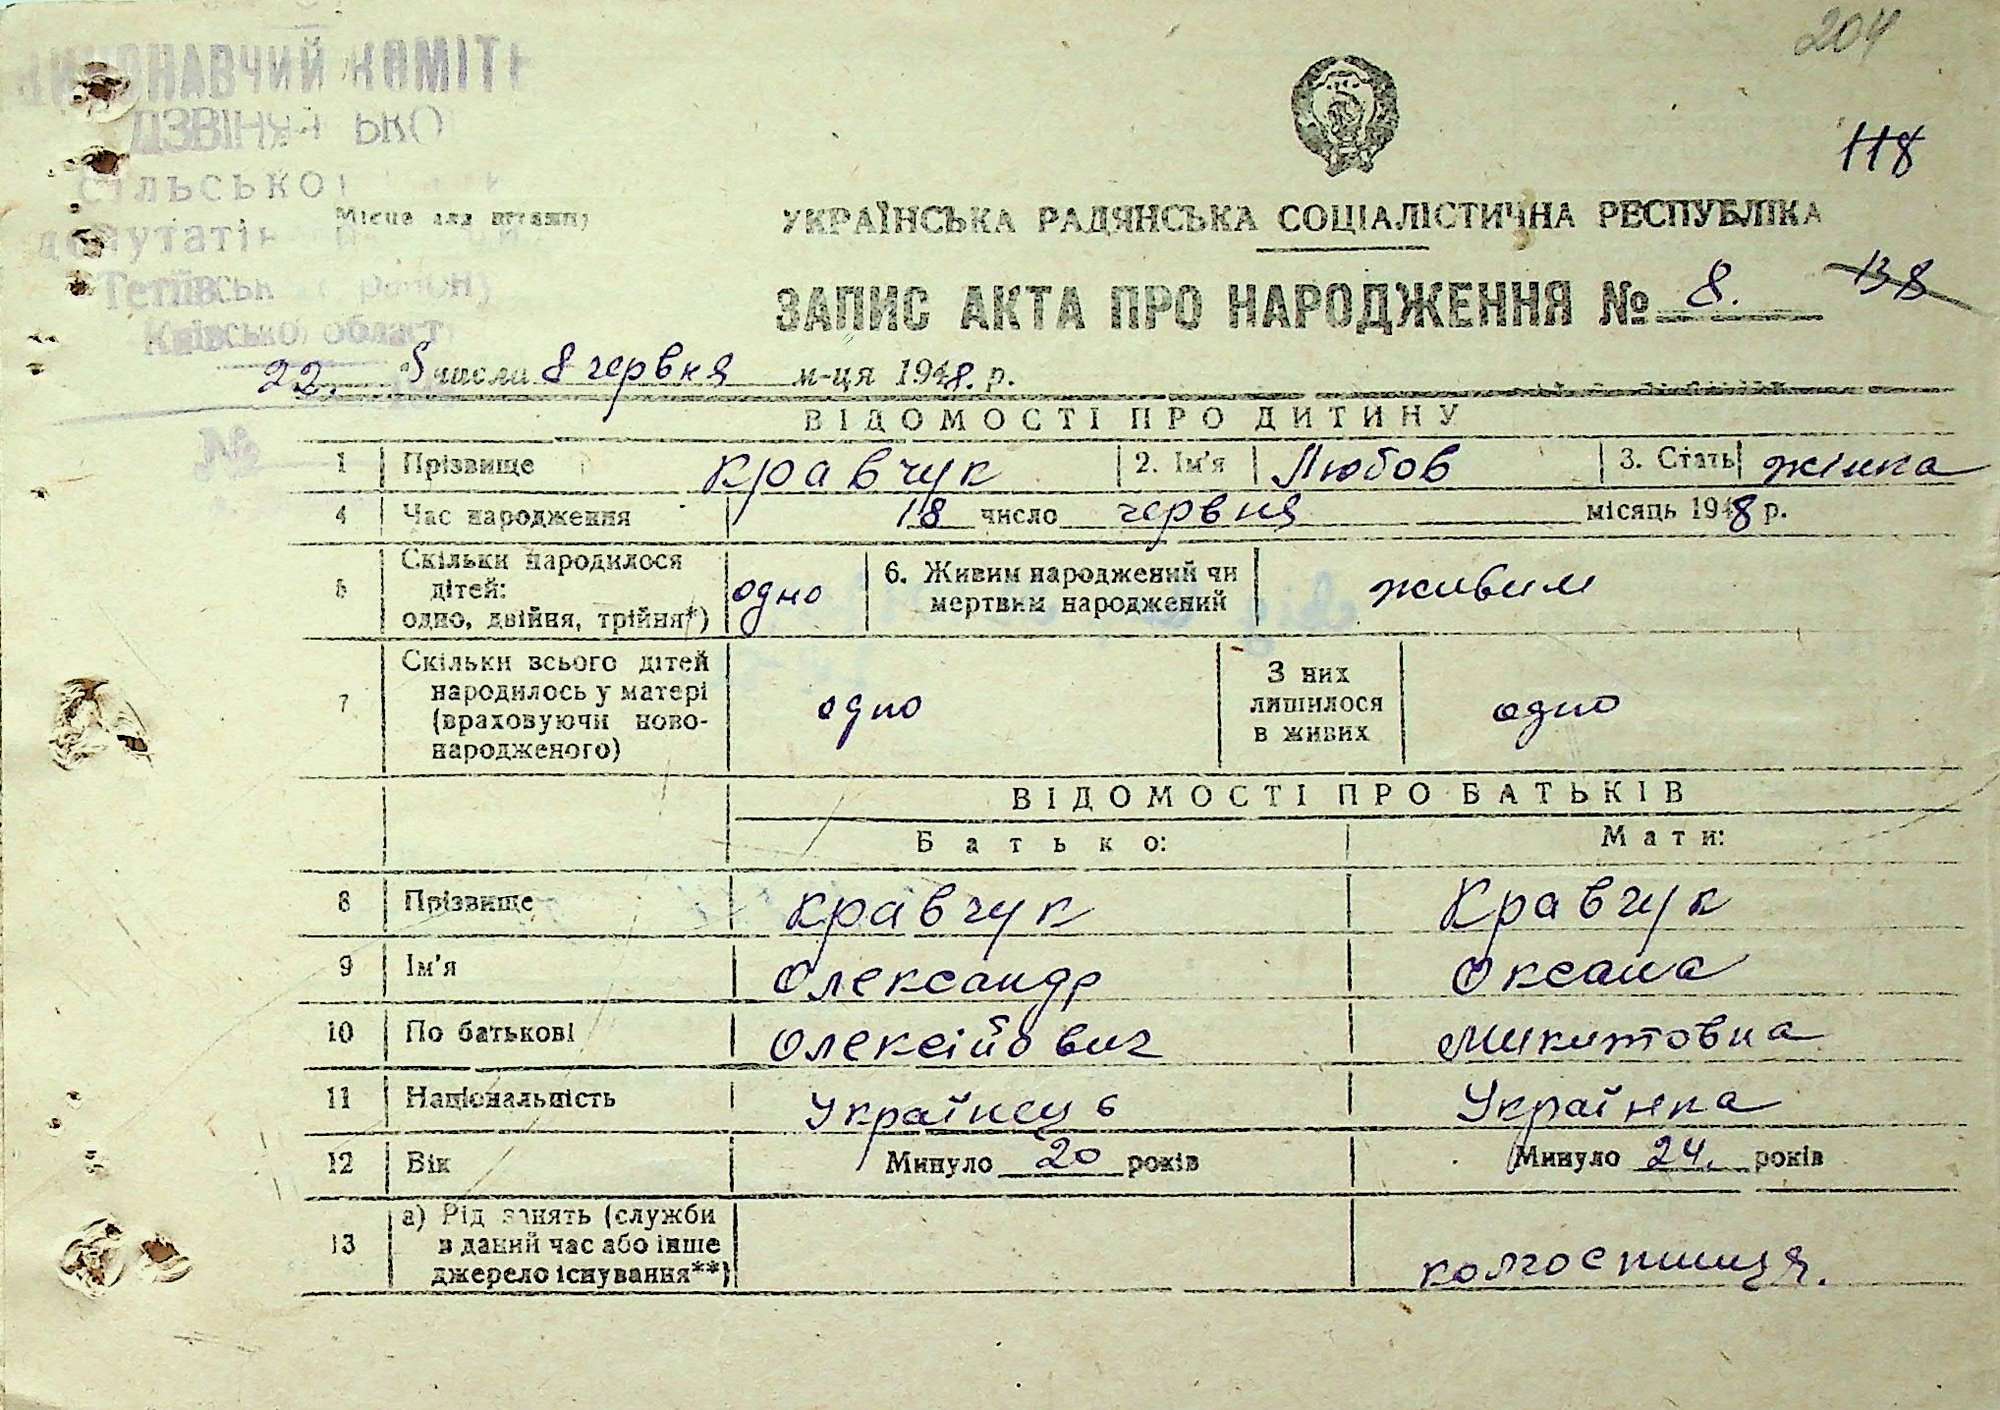 204
ВИКОНАВЧИЙ КОМІТЕ
ДЗВІНЯ ЬКО
СІЛЬСЬКОЇ
депутатів
Тетіївськ району
Київської област
№
Місце для штампу
118
УКРАЇНСЬКА РАДЯНСЬКА СОЦІАЛІСТИЧНА РЕСПУБЛІКА
138
ЗАПИС АКТА ПРО НАРОДЖЕННЯ № 8.
22. числа 8 червня м-ця 1948. р.
ВІДОМОСТІ ПРО ДИТИНУ
1 Прізвище Кравчук 2. Ім'я Любов 3. Стать жінка
4 Час народження 18 число червня місяць 1948 р.
5 Скільки народилося дітей: одно, двійня, трійня*) одно 6. Живим народжений чи мертвим народжений живим
7 Скільки всього дітей народилось у матері (враховуючи ново-народженого) одно З них лишилося в живих одно
ВІДОМОСТІ ПРО БАТЬКІВ
Батько: Мати:
8 Прізвище Кравчук Кравчук
9 Ім'я Олександр Оксана
10 По батькові Олексійович Микитовна
11 Національність Українець Українка
12 Вік Минуло 20 років Минуло 24. років
13 а) Рід занять (служби в даний час або інше джерело існування**) колгоспниця.